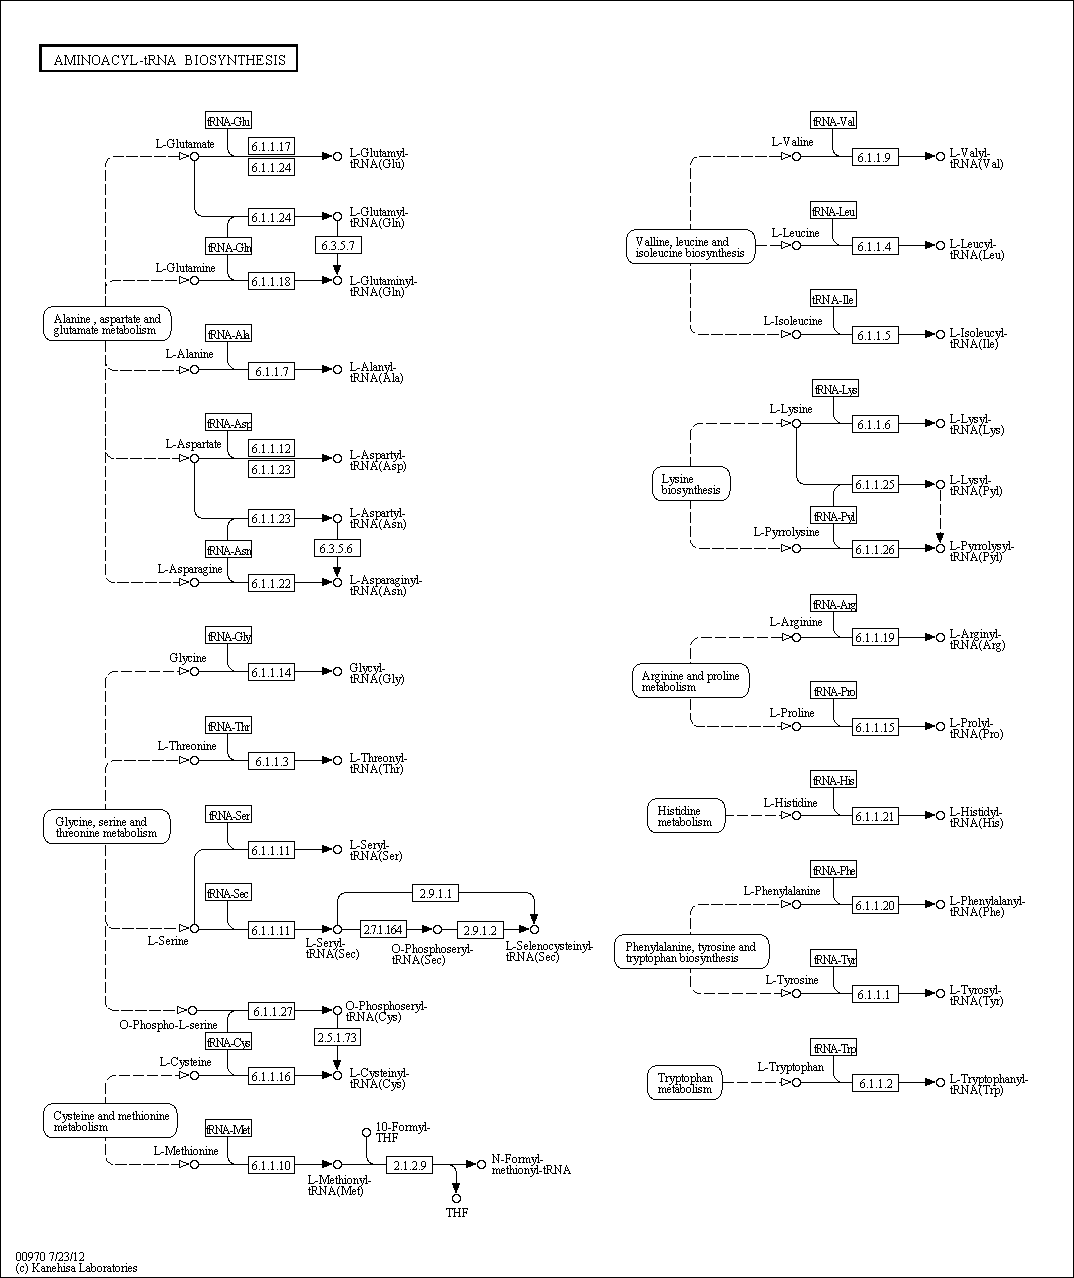 AMINOACYL-tRNA BIOSYNTHESIS
tRNA-Glu
L-Glutamate
6.1.1.17
6.1.1.24
L-Glutamyl-
tRNA(Glu)
6.1.1.24
L-Glutamyl-
tRNA(Gln)
tRNA-Gln
6.3.5.7
L-Glutamine
6.1.1.18
L-Glutaminyl-
tRNA(Gln)
Alanine , aspartate and
glutamate metabolism
tRNA-Ala
L-Alanine
6.1.1.7
L-Alanyl-
tRNA(Ala)
tRNA-Asp
L-Aspartate
6.1.1.12
6.1.1.23
L-Aspartyl-
tRNA(Asp)
6.1.1.23
L-Aspartyl-
tRNA(Asn)
tRNA-Asn
6.3.5.6
L-Asparagine
6.1.1.22
L-Asparaginyl-
tRNA(Asn)
tRNA-Gly
Glycine
6.1.1.14
Glycyl-
tRNA(Gly)
tRNA-Thr
L-Threonine
6.1.1.3
L-Threonyl-
tRNA(Thr)
Glycine, serine and
threonine metabolism
tRNA-Ser
6.1.1.11
L-Seryl-
tRNA(Ser)
tRNA-Sec
L-Serine
6.1.1.11
L-Seryl-
tRNA(Sec)
2.9.1.1
2.7.1.164
O-Phosphoseryl-
tRNA(Sec)
2.9.1.2
L-Selenocysteinyl-
tRNA(Sec)
O-Phospho-L-serine
6.1.1.27
O-Phosphoseryl-
tRNA(Cys)
tRNA-Cys
2.5.1.73
L-Cysteine
6.1.1.16
L-Cysteinyl-
tRNA(Cys)
Cysteine and methionine
metabolism
tRNA-Met
L-Methionine
6.1.1.10
L-Methionyl-
tRNA(Met)
10-Formyl-
THF
2.1.2.9
N-Formyl-
methionyl-tRNA
THF
tRNA-Val
L-Valine
6.1.1.9
L-Valyl-
tRNA(Val)
tRNA-Leu
Valline, leucine and
isoleucine biosynthesis
L-Leucine
6.1.1.4
L-Leucyl-
tRNA(Leu)
tRNA-Ile
L-Isoleucine
6.1.1.5
L-Isoleucyl-
tRNA(Ile)
tRNA-Lys
L-Lysine
6.1.1.6
L-Lysyl-
tRNA(Lys)
Lysine
biosynthesis
6.1.1.25
L-Lysyl-
tRNA(Pyl)
tRNA-Pyl
L-Pyrrolysine
6.1.1.26
L-Pyrrolysyl-
tRNA(Pyl)
tRNA-Arg
L-Arginine
6.1.1.19
L-Arginyl-
tRNA(Arg)
Arginine and proline
metabolism
tRNA-Pro
L-Proline
6.1.1.15
L-Prolyl-
tRNA(Pro)
tRNA-His
Histidine
metabolism
L-Histidine
6.1.1.21
L-Histidyl-
tRNA(His)
tRNA-Phe
L-Phenylalanine
6.1.1.20
L-Phenylalanyl-
tRNA(Phe)
Phenylalanine, tyrosine and
tryptophan biosynthesis
tRNA-Tyr
L-Tyrosine
6.1.1.1
L-Tyrosyl-
tRNA(Tyr)
tRNA-Trp
Tryptophan
metabolism
L-Tryptophan
6.1.1.2
L-Tryptophanyl-
tRNA(Trp)
00970 7/23/12
(c) Kanehisa Laboratories